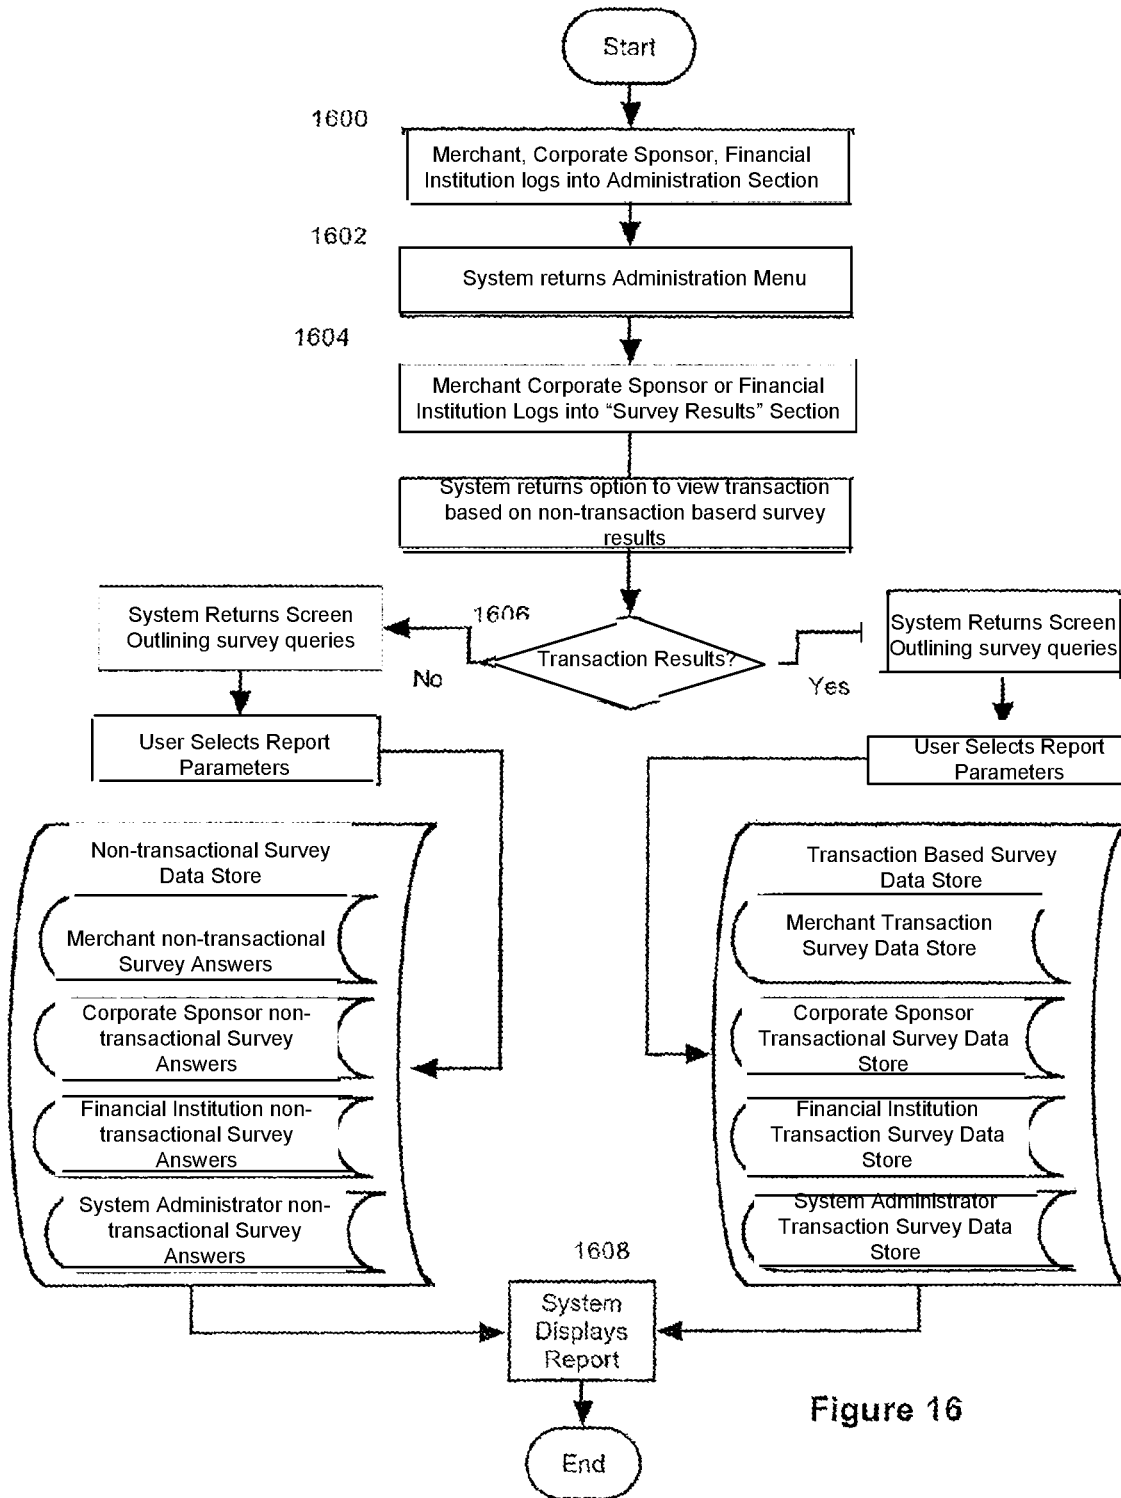 Start
1600
Merchant, Corporate Sponsor, Financial
Institution logs into Administration Section
1602
System returns Administration Menu
1604
Merchant Corporate Sponsor or Financial
Institution Logs into “Survey Results” Section
System returns option to view transaction
based on non-transaction baserd survey
results
1606
Transaction Results?
No
Yes
System Returns Screen
Outlining survey queries
User Selects Report
Parameters
System Returns Screen
Outlining survey queries
User Selects Report
Parameters
Non-transactional Survey
Data Store
Merchant non-transactional
Survey Answers
Corporate Sponsor non-
transactional Survey
Answers
Financial Institution non-
transactional Survey
Answers
System Administrator non-
transactional Survey
Answers
Transaction Based Survey
Data Store
Merchant Transaction
Survey Data Store
Corporate Sponsor
Transactional Survey Data
Store
Financial Institution
Transaction Survey Data
Store
System Administrator
Transaction Survey Data
Store
1608
System
Displays
Report
End
Figure 16